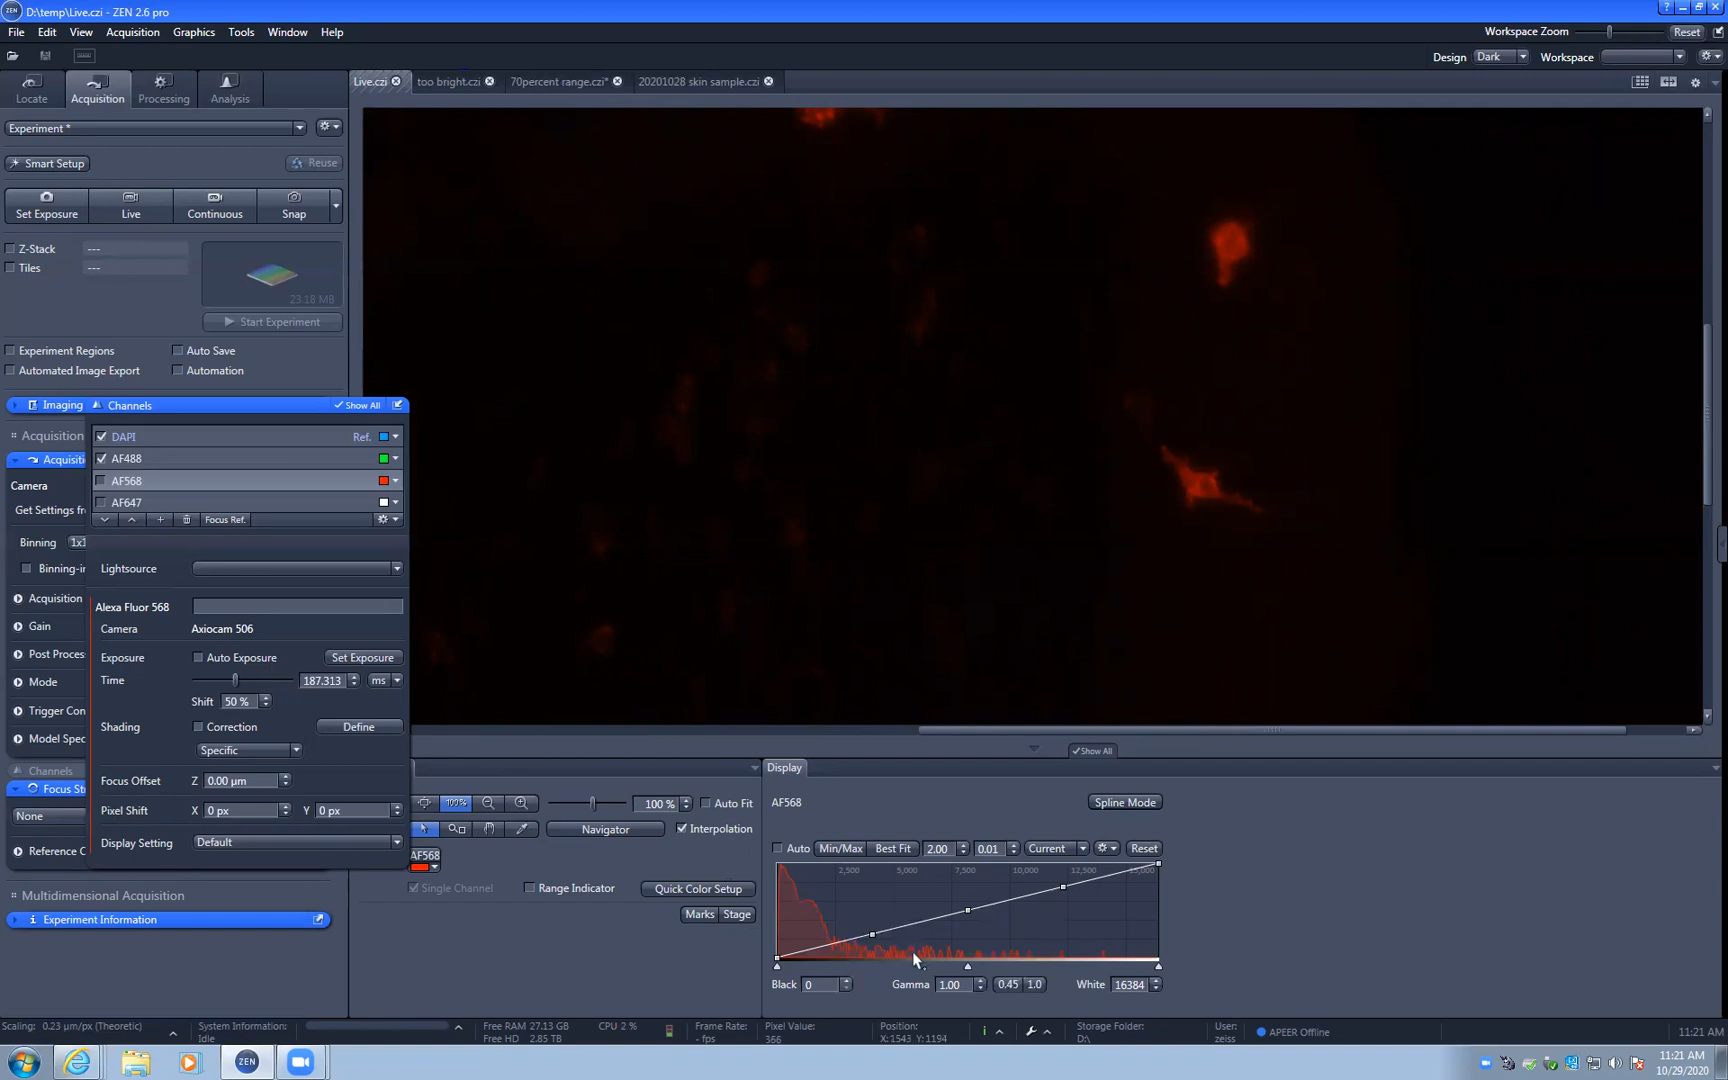 D:\temp\Live.czi - ZEN 2.6 pro
File Edit View Acquisition Graphics Tools Window Help
Workspace Zoom Reset
Design Dark Workspace
Locate Acquisition Processing Analysis
Live.czi too bright.czi 70percent range.czi* 20201028 skin sample.czi
Experiment *
Smart Setup Reuse
Set Exposure Live Continuous Snap
Z-Stack ---
Tiles ---
23.18 MB
Start Experiment
Experiment Regions Auto Save
Automated Image Export Automation
Imaging Channels Show All
Acquisition
DAPI Ref.
AF488
AF568
AF647
Focus Ref.
Acquisiti
Camera
Get Settings fr
Binning 1x1
Binning-in
Acquisition
Gain
Post Proces
Mode
Trigger Con
Model Spec
Channels
Focus St
None
Reference C
Lightsource
Alexa Fluor 568
Camera Axiocam 506
Exposure Auto Exposure Set Exposure
Time 187.313 ms
Shift 50 %
Shading Correction Define
Specific
Focus Offset Z 0.00 µm
Pixel Shift X 0 px Y 0 px
Display Setting Default
Multidimensional Acquisition
Experiment Information
Show All
100% 100 % Auto Fit
Navigator Interpolation
AF568
Single Channel Range Indicator Quick Color Setup
Marks Stage
Display
AF568 Spline Mode
Auto Min/Max Best Fit 2.00 0.01 Current Reset
2,500 5,000 7,500 10,000 12,500 15,000
Black 0 Gamma 1.00 0.45 1.0 White 16384
Scaling: 0.23 µm/px (Theoretic) System Information: Idle Free RAM 27.13 GB Free HD 2.85 TB CPU 2 % Frame Rate: - fps Pixel Value: 366 Position: X:1543 Y:1194 Storage Folder: D:\ User: zeiss APEER Offline 11:21 AM
ZEN
11:21 AM
10/29/2020